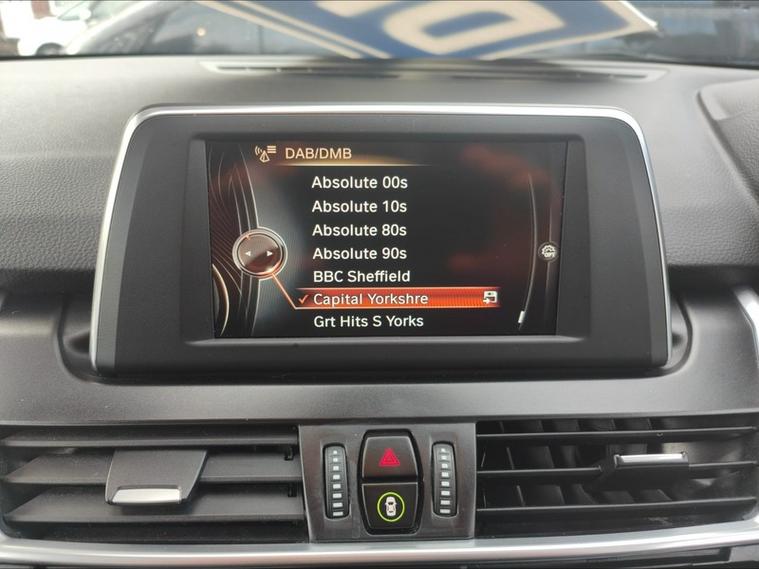 DAB/DMB
Absolute 00s
Absolute 10s
Absolute 80s
Absolute 90s
BBC Sheffield
Capital Yorkshre
Grt Hits S Yorks